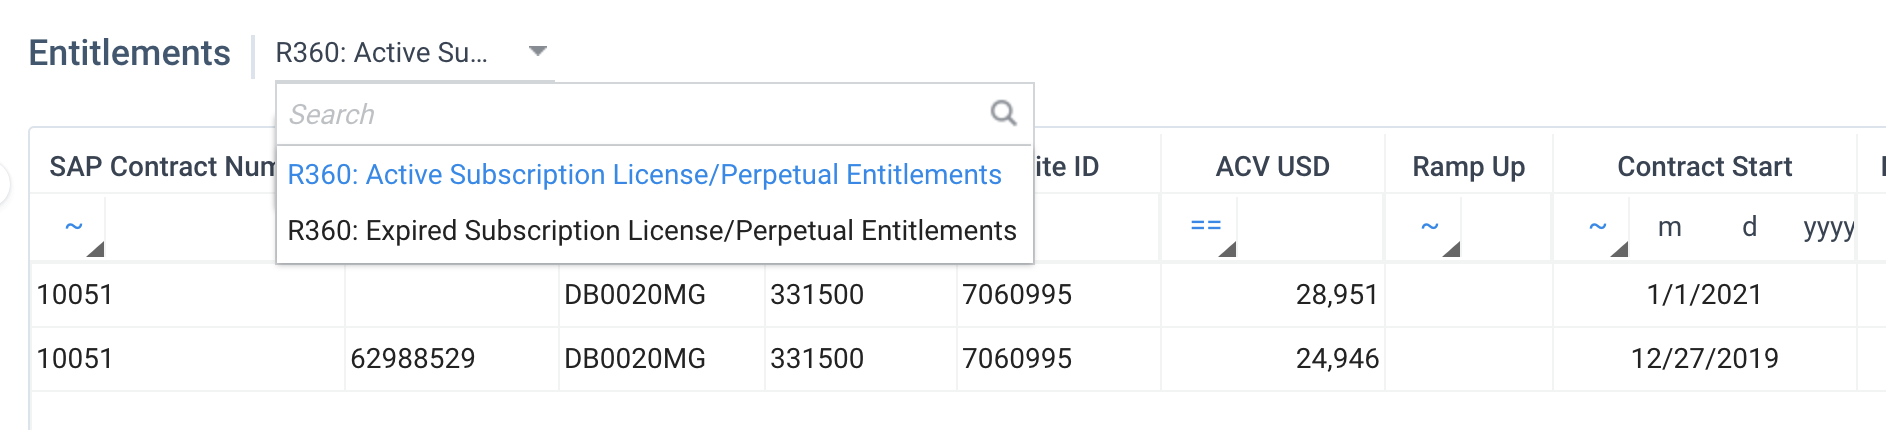 Entitlements R360: Active Su...
Search
R360: Active Subscription License/Perpetual Entitlements
R360: Expired Subscription License/Perpetual Entitlements
SAP Contract Num ite ID ACV USD Ramp Up Contract Start
~ == ~ ~ m d yyyy
10051 DB0020MG 331500 7060995 28,951 1/1/2021
10051 62988529 DB0020MG 331500 7060995 24,946 12/27/2019